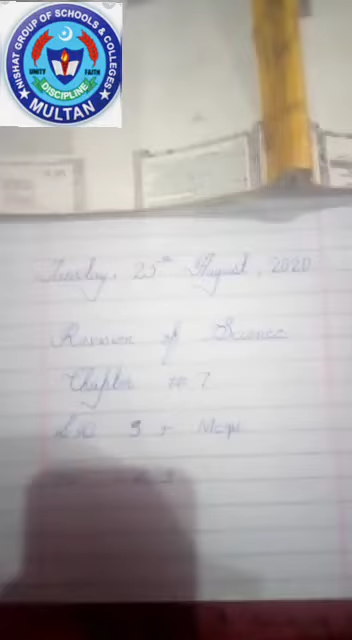 NISHAT GROUP OF SCHOOLS & COLLEGES
UNITY FAITH
DISCIPLINE
MULTAN
Tuesday, 25th August, 2020
Revision of Science
Chapter # 7